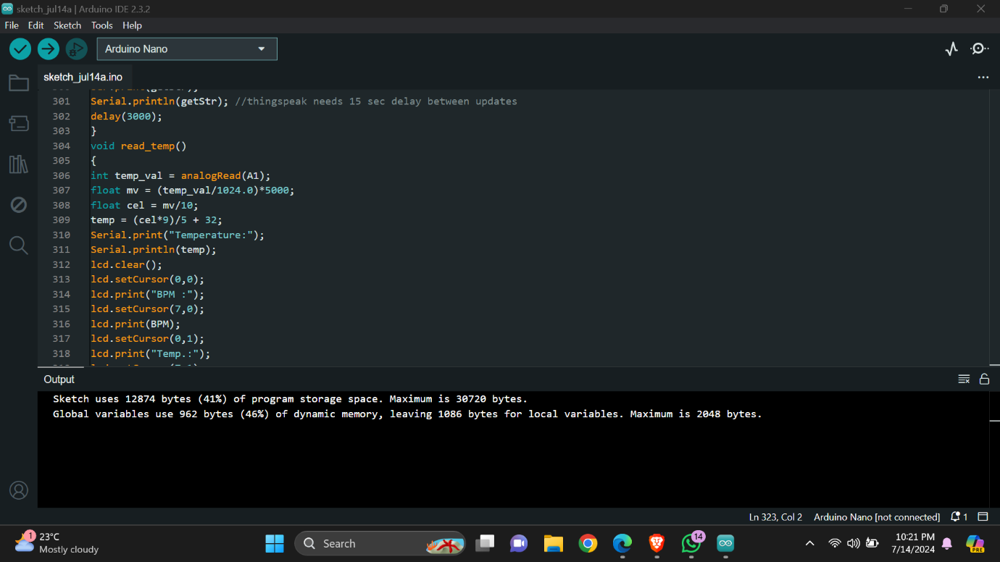 sketch_jul14a | Arduino IDE 2.3.2
File Edit Sketch Tools Help
Arduino Nano
sketch_jul14a.ino
301 Serial.println(getStr); //thingspeak needs 15 sec delay between updates
302 delay(3000);
303 }
304 void read_temp()
305 {
306 int temp_val = analogRead(A1);
307 float mv = (temp_val/1024.0)*5000;
308 float cel = mv/10;
309 temp = (cel*9)/5 + 32;
310 Serial.print("Temperature:");
311 Serial.println(temp);
312 lcd.clear();
313 lcd.setCursor(0,0);
314 lcd.print("BPM :");
315 lcd.setCursor(7,0);
316 lcd.print(BPM);
317 lcd.setCursor(0,1);
318 lcd.print("Temp.:");
Output
Sketch uses 12874 bytes (41%) of program storage space. Maximum is 30720 bytes.
Global variables use 962 bytes (46%) of dynamic memory, leaving 1086 bytes for local variables. Maximum is 2048 bytes.
Ln 323, Col 2 Arduino Nano [not connected] 1
1
23°C
Mostly cloudy
Search
14
10:21 PM
7/14/2024
PRE